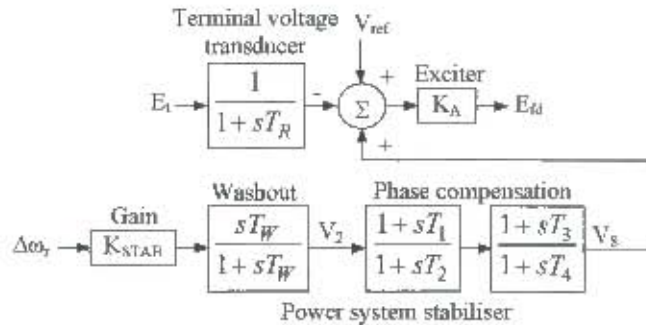 Terminal voltage
transducer
V_ref
E_t
1
1 + sT_R
-
+
Σ
+
Exciter
K_A
E_fd
Gain
Washout
Phase compensation
Δω_r
K_STAB
sT_W
1 + sT_W
V_2
1 + sT_1
1 + sT_2
1 + sT_3
1 + sT_4
V_S
Power system stabiliser